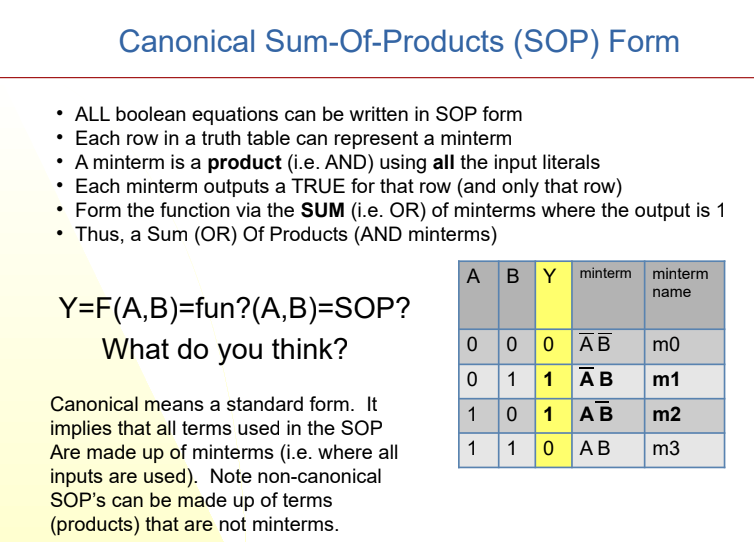 Canonical Sum-Of-Products (SOP) Form
• ALL boolean equations can be written in SOP form
• Each row in a truth table can represent a minterm
• A minterm is a product (i.e. AND) using all the input literals
• Each minterm outputs a TRUE for that row (and only that row)
• Form the function via the SUM (i.e. OR) of minterms where the output is 1
• Thus, a Sum (OR) Of Products (AND minterms)
Y=F(A,B)=fun?(A,B)=SOP?
What do you think?
Canonical means a standard form. It
implies that all terms used in the SOP
Are made up of minterms (i.e. where all
inputs are used). Note non-canonical
SOP's can be made up of terms
(products) that are not minterms.
A B Y minterm minterm
name
0 0 0 A̅ B̅ m0
0 1 1 A̅ B m1
1 0 1 A B̅ m2
1 1 0 A B m3